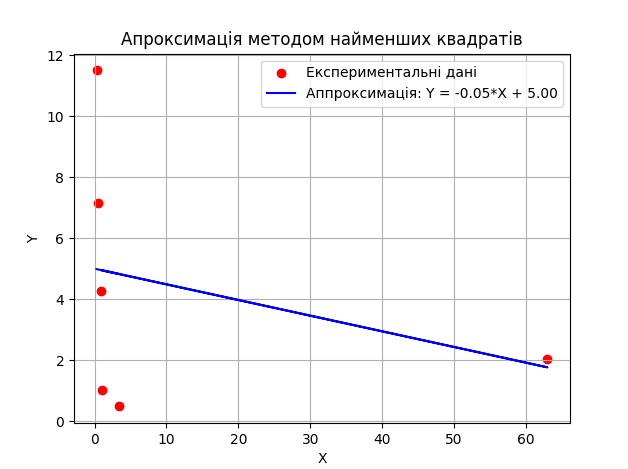 Апроксимація методом найменших квадратів
Експериментальні дані
Аппроксимація: Y = -0.05*X + 5.00
12
10
8
6
4
2
0
Y
0 10 20 30 40 50 60
X